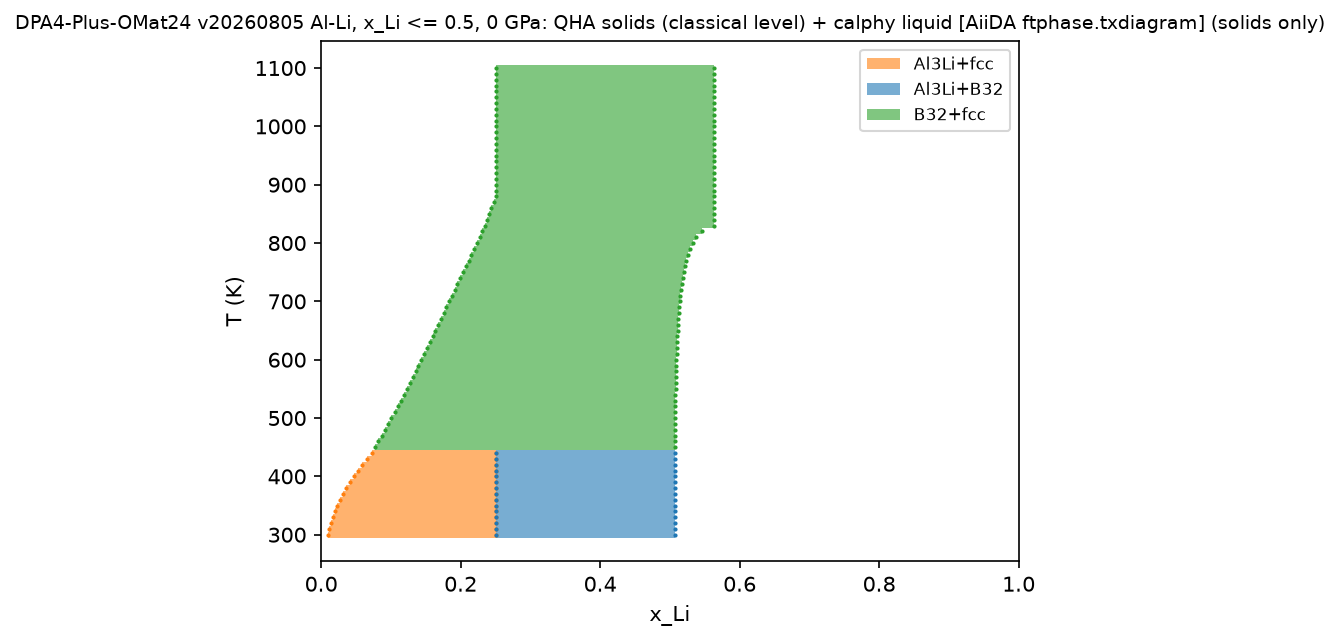 DPA4-Plus-OMat24 v20260805 Al-Li, x_Li <= 0.5, 0 GPa: QHA solids (classical level) + calphy liquid [AiiDA ftphase.txdiagram] (solids only)
Al3Li+fcc
Al3Li+B32
B32+fcc
T (K)
1100
1000
900
800
700
600
500
400
300
0.0 0.2 0.4 0.6 0.8 1.0
x_Li